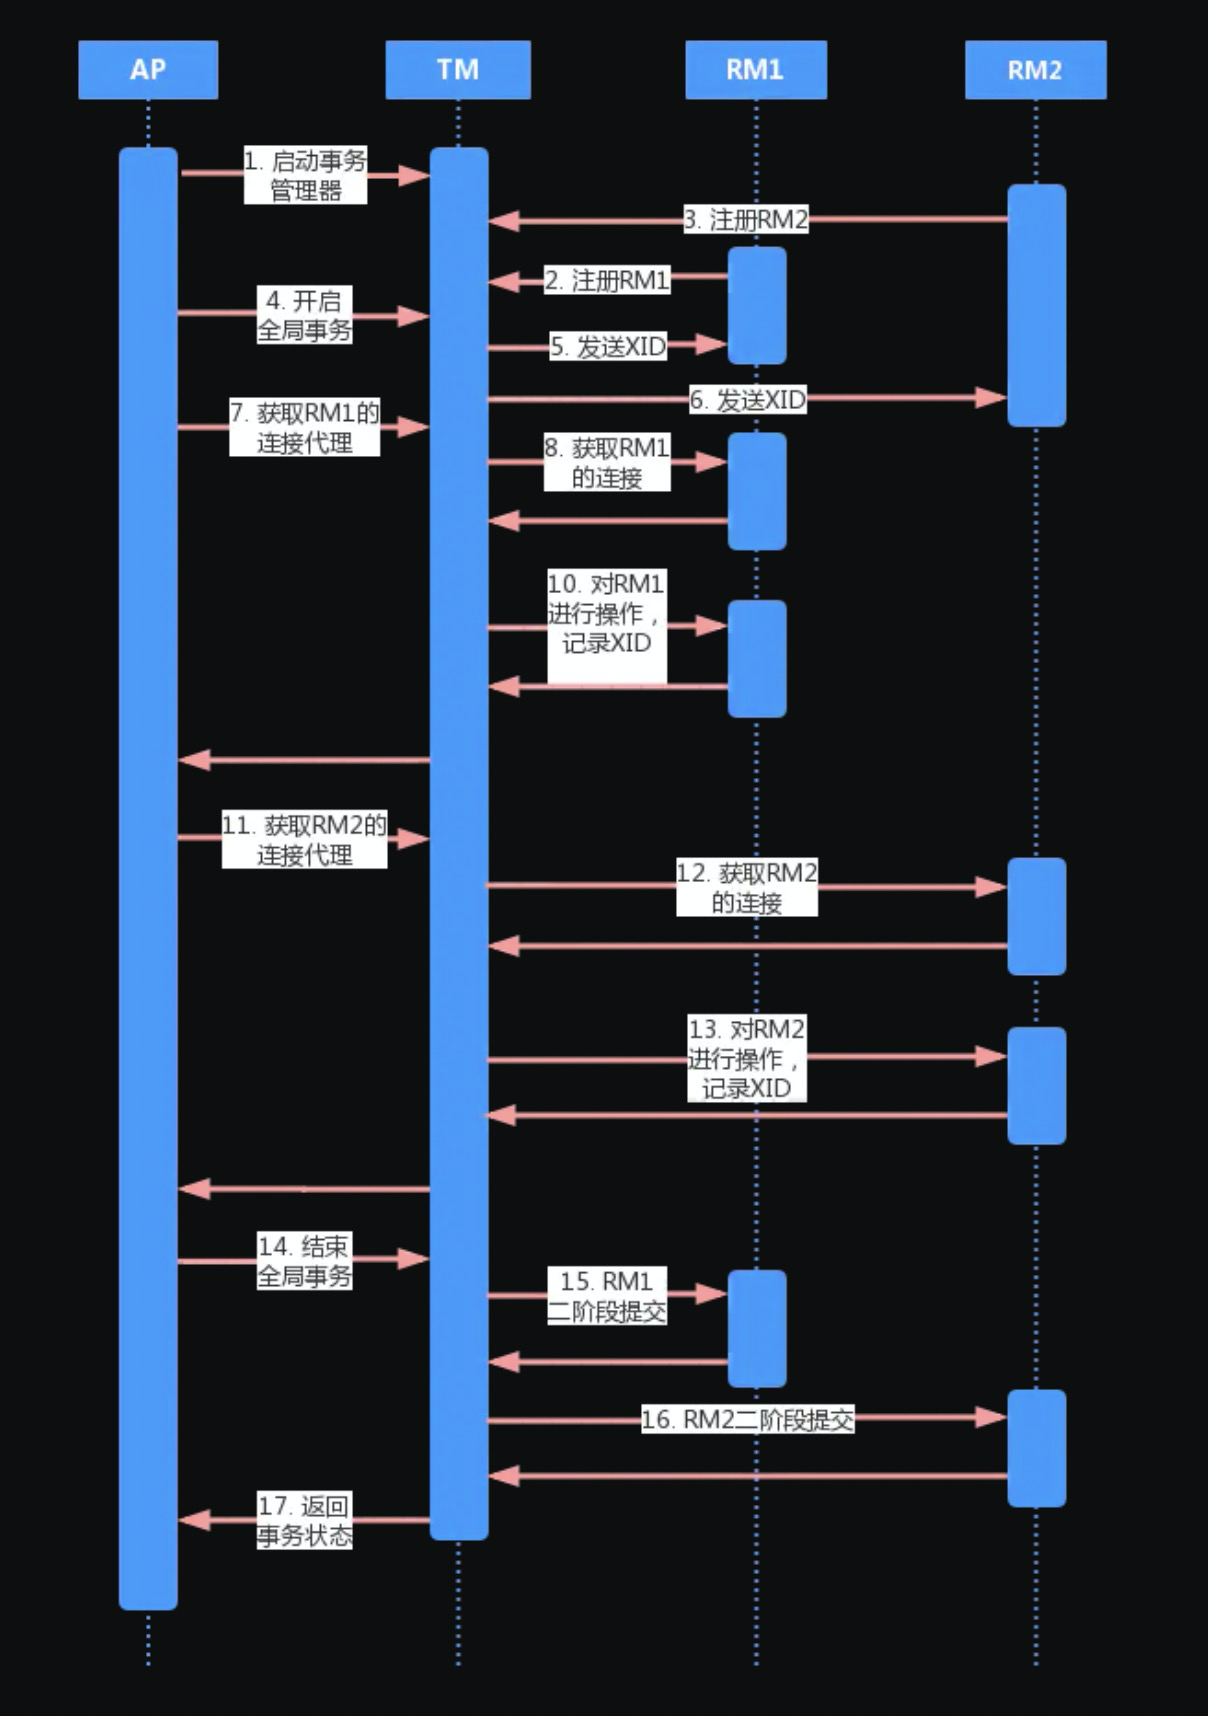 AP
TM
RM1
RM2
1. 启动事务
管理器
3. 注册RM2
2. 注册RM1
4. 开启
全局事务
5. 发送XID
6. 发送XID
7. 获取RM1的
连接代理
8. 获取RM1
的连接
10. 对RM1
进行操作，
记录XID
11. 获取RM2的
连接代理
12. 获取RM2
的连接
13. 对RM2
进行操作，
记录XID
14. 结束
全局事务
15. RM1
二阶段提交
16. RM2二阶段提交
17. 返回
事务状态